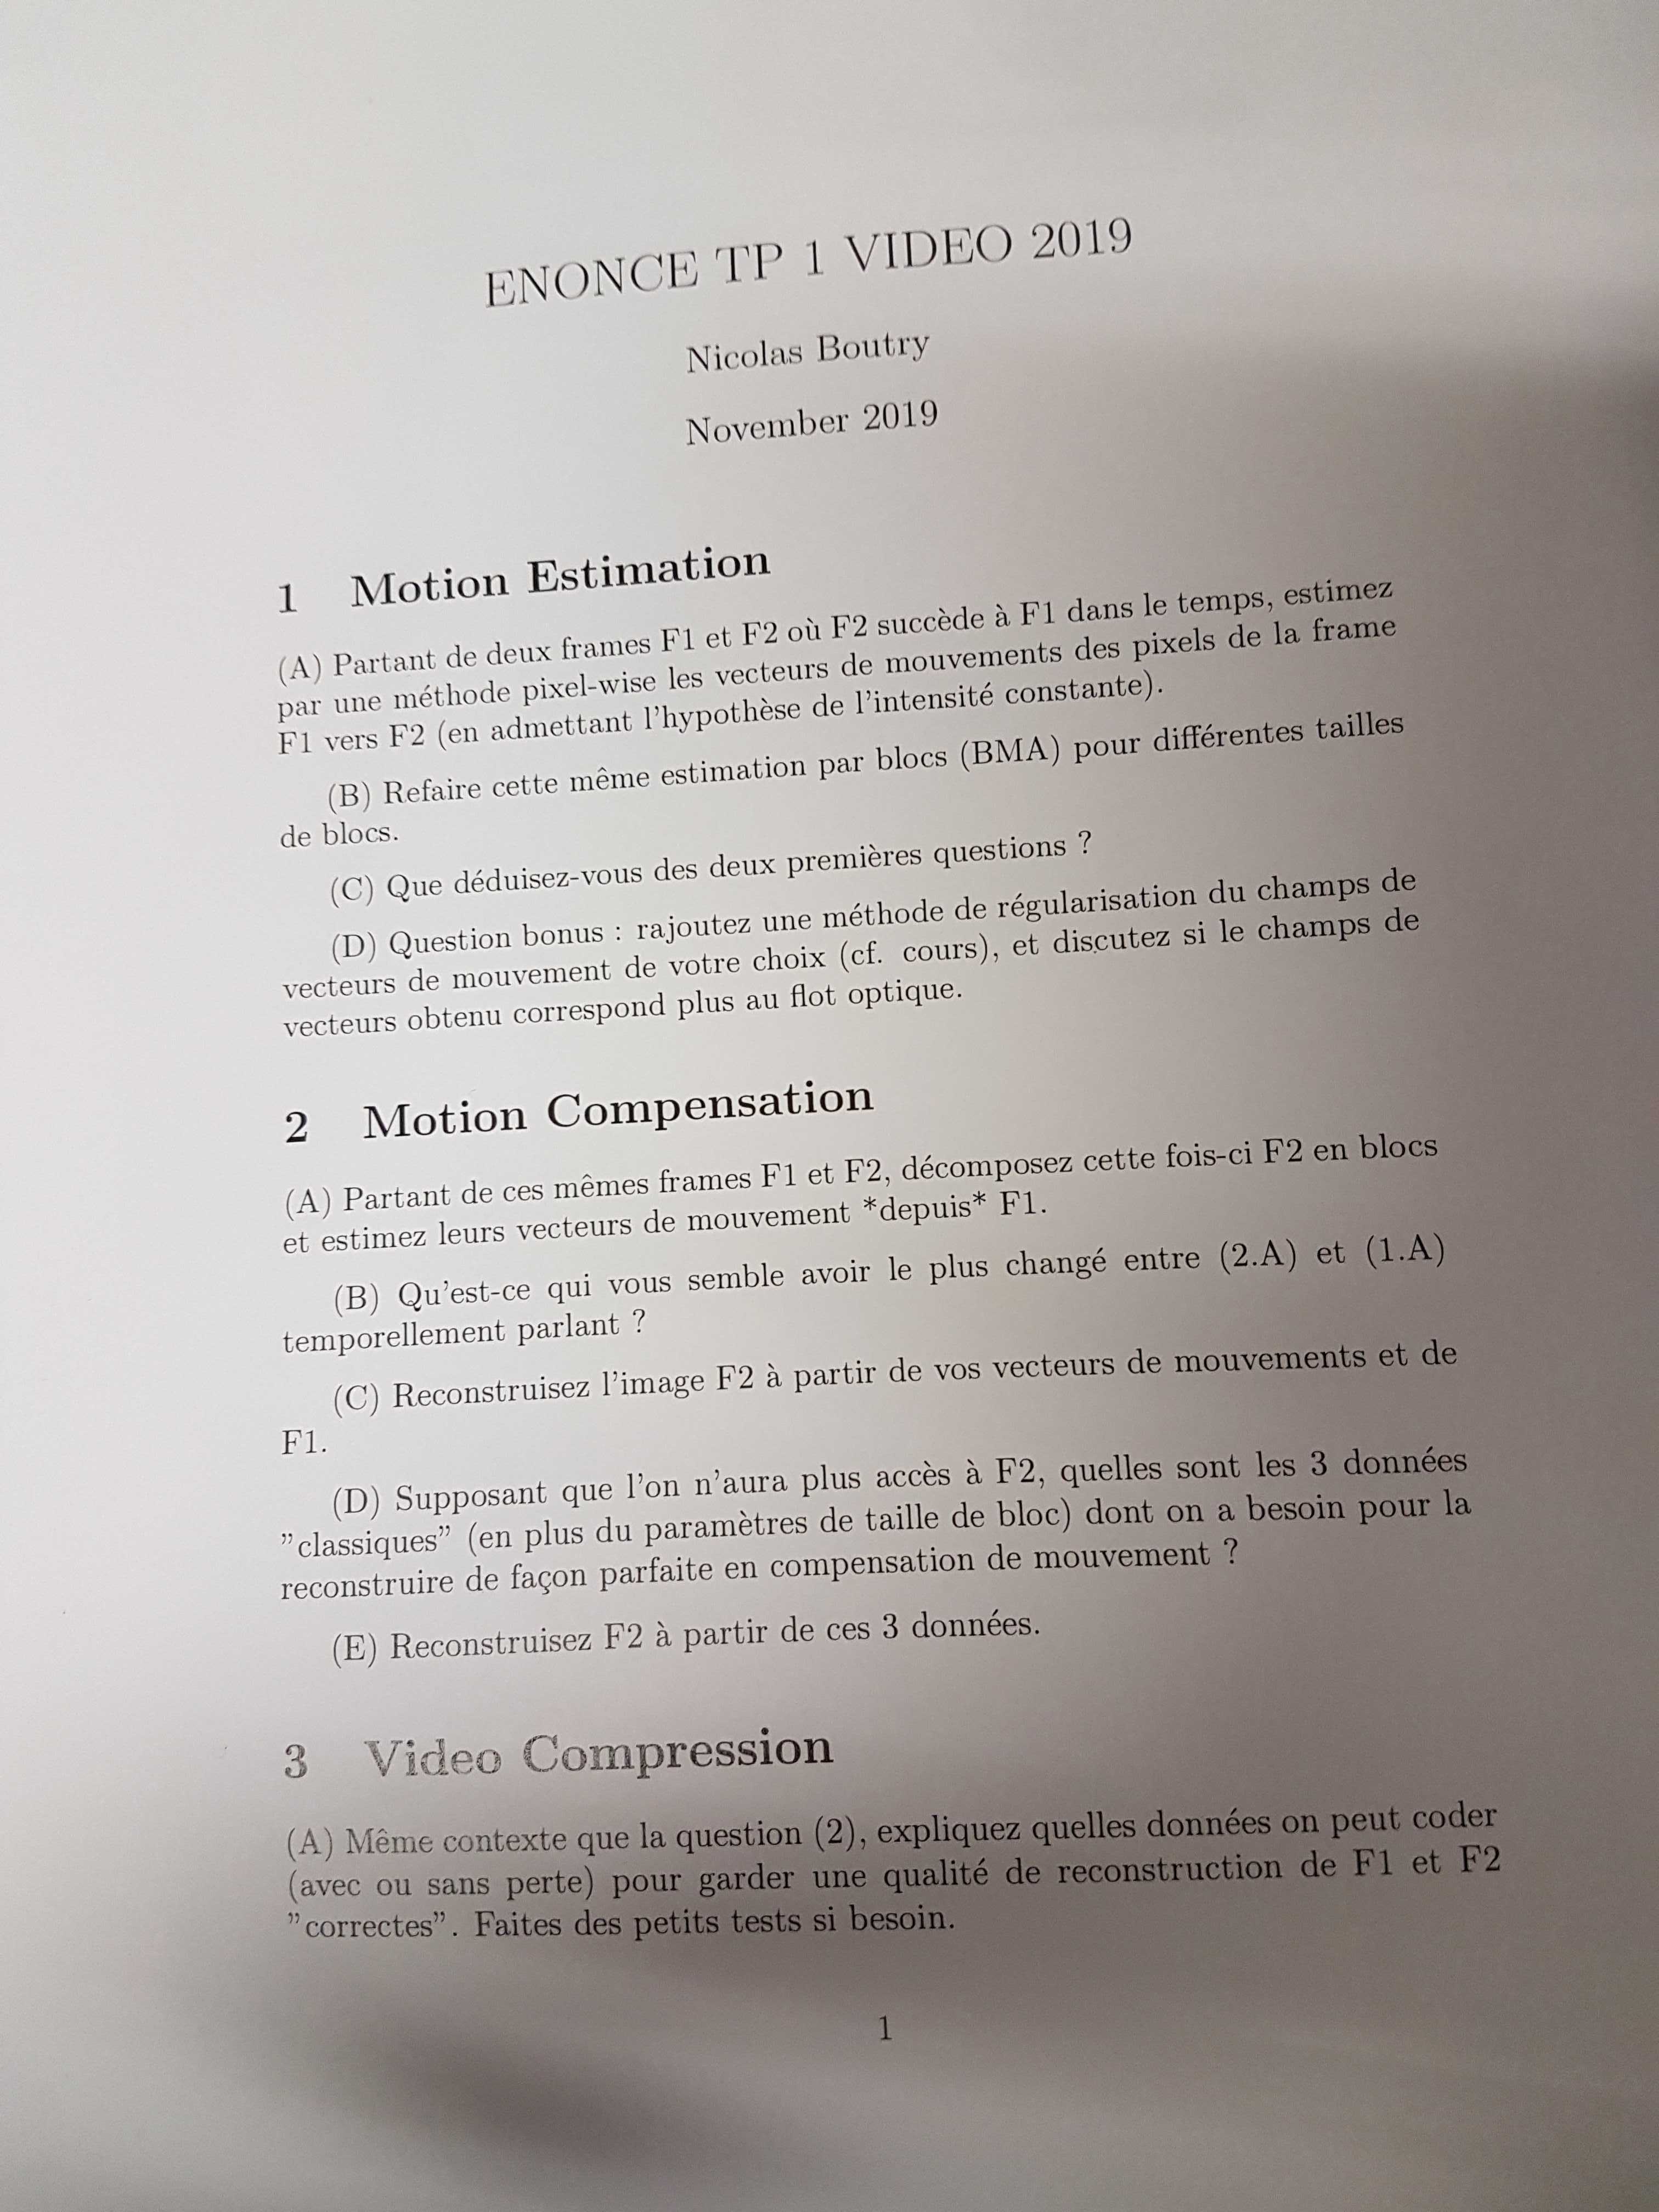 ENONCE TP 1 VIDEO 2019
Nicolas Boutry
November 2019
1 Motion Estimation
(A) Partant de deux frames F1 et F2 où F2 succède à F1 dans le temps, estimez
par une méthode pixel-wise les vecteurs de mouvements des pixels de la frame
F1 vers F2 (en admettant l'hypothèse de l'intensité constante).
(B) Refaire cette même estimation par blocs (BMA) pour différentes tailles
de blocs.
(C) Que déduisez-vous des deux premières questions ?
(D) Question bonus : rajoutez une méthode de régularisation du champs de
vecteurs de mouvement de votre choix (cf. cours), et discutez si le champs de
vecteurs obtenu correspond plus au flot optique.
2 Motion Compensation
(A) Partant de ces mêmes frames F1 et F2, décomposez cette fois-ci F2 en blocs
et estimez leurs vecteurs de mouvement *depuis* F1.
(B) Qu'est-ce qui vous semble avoir le plus changé entre (2.A) et (1.A)
temporellement parlant ?
(C) Reconstruisez l'image F2 à partir de vos vecteurs de mouvements et de
F1.
(D) Supposant que l'on n'aura plus accès à F2, quelles sont les 3 données
"classiques" (en plus du paramètres de taille de bloc) dont on a besoin pour la
reconstruire de façon parfaite en compensation de mouvement ?
(E) Reconstruisez F2 à partir de ces 3 données.
3 Video Compression
(A) Même contexte que la question (2), expliquez quelles données on peut coder
(avec ou sans perte) pour garder une qualité de reconstruction de F1 et F2
"correctes". Faites des petits tests si besoin.
1